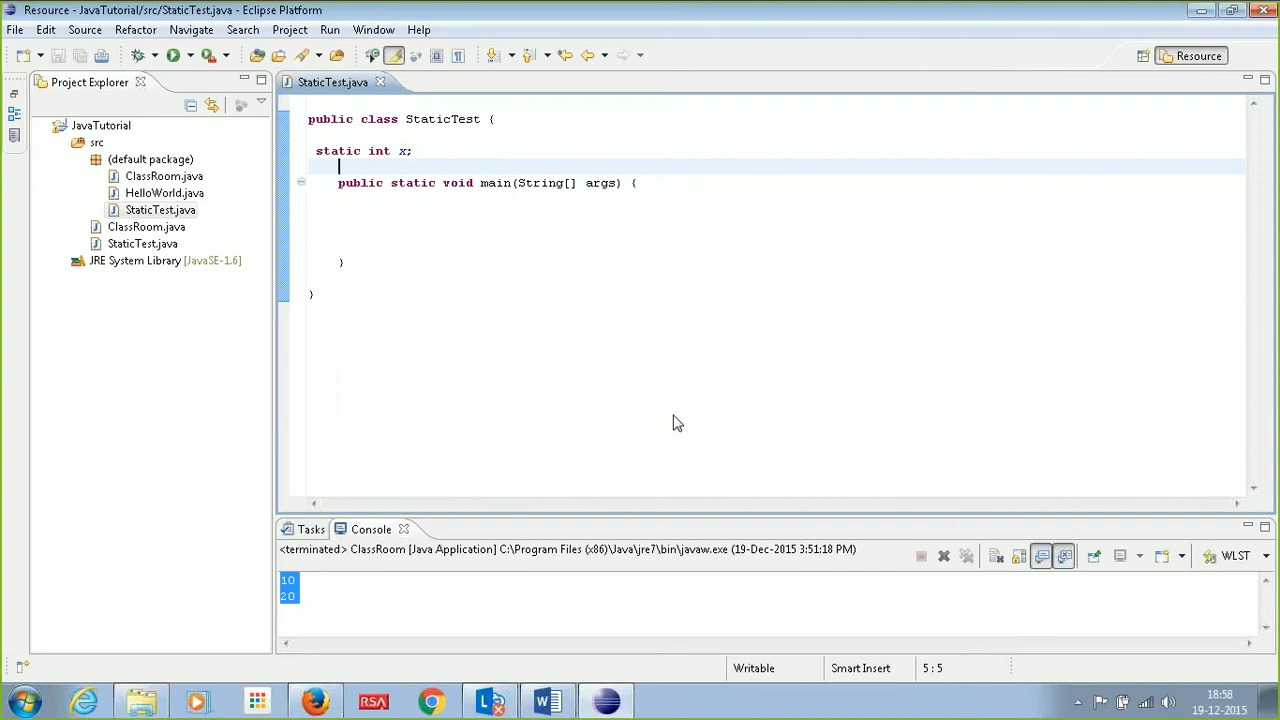 Resource - JavaTutorial/src/StaticTest.java - Eclipse Platform
File Edit Source Refactor Navigate Search Project Run Window Help
Resource
Project Explorer
StaticTest.java
JavaTutorial
src
(default package)
ClassRoom.java
HelloWorld.java
StaticTest.java
ClassRoom.java
StaticTest.java
JRE System Library [JavaSE-1.6]
public class StaticTest {
static int x;
public static void main(String[] args) {
}
}
Tasks Console
<terminated> ClassRoom [Java Application] C:\Program Files (x86)\Java\jre7\bin\javaw.exe (19-Dec-2015 3:51:18 PM)
WLST
10
20
Writable Smart Insert 5 : 5
RSA
18:58
19-12-2015